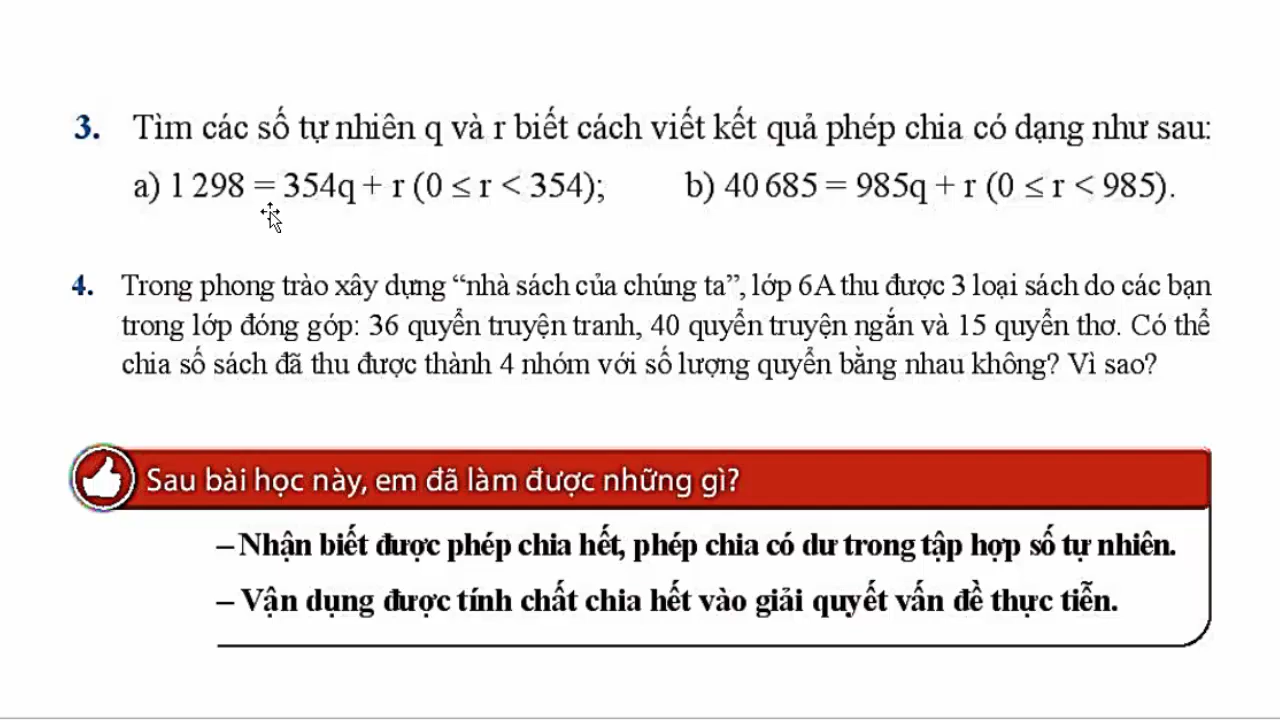 3. Tìm các số tự nhiên q và r biết cách viết kết quả phép chia có dạng như sau:
a) 1 298 = 354q + r (0 ≤ r < 354); b) 40 685 = 985q + r (0 ≤ r < 985).
4. Trong phong trào xây dựng “nhà sách của chúng ta”, lớp 6A thu được 3 loại sách do các bạn
trong lớp đóng góp: 36 quyển truyện tranh, 40 quyển truyện ngắn và 15 quyển thơ. Có thể
chia số sách đã thu được thành 4 nhóm với số lượng quyển bằng nhau không? Vì sao?
Sau bài học này, em đã làm được những gì?
– Nhận biết được phép chia hết, phép chia có dư trong tập hợp số tự nhiên.
– Vận dụng được tính chất chia hết vào giải quyết vấn đề thực tiễn.